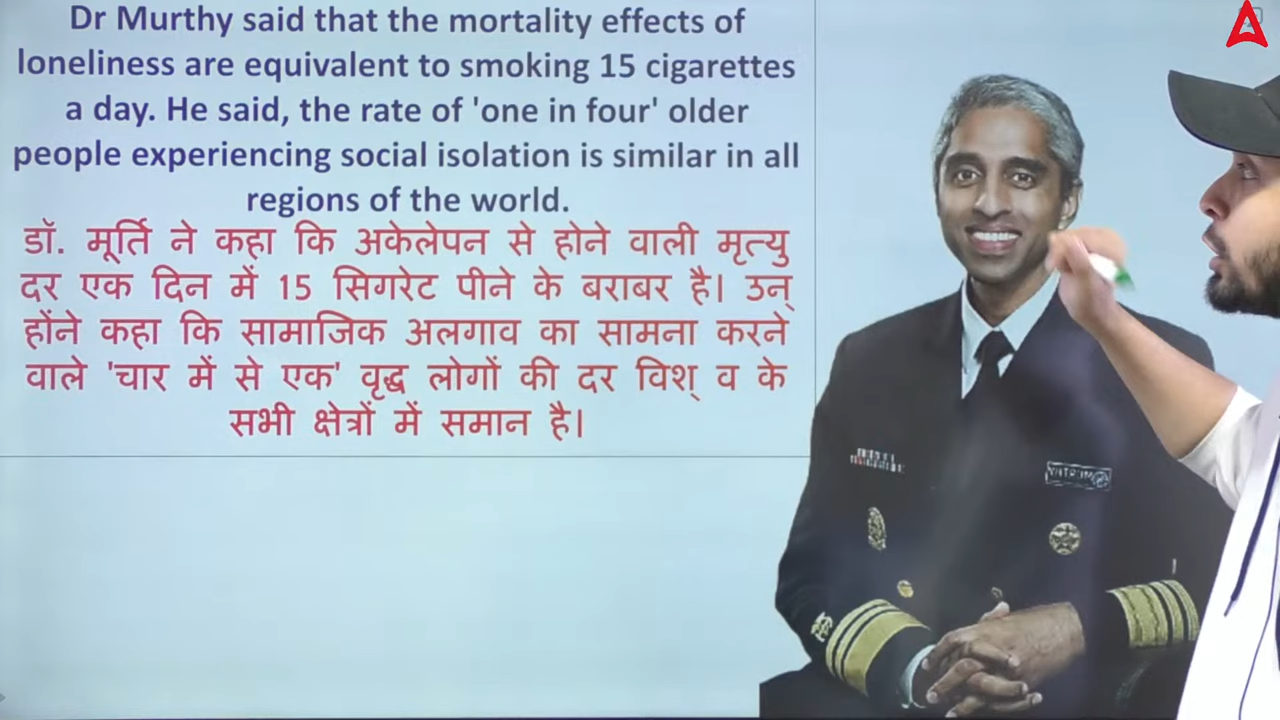 Dr Murthy said that the mortality effects of
loneliness are equivalent to smoking 15 cigarettes
a day. He said, the rate of 'one in four' older
people experiencing social isolation is similar in all
regions of the world.
डॉ. मूर्ति ने कहा कि अकेलेपन से होने वाली मृत्यु
दर एक दिन में 15 सिगरेट पीने के बराबर है। उन्
होंने कहा कि सामाजिक अलगाव का सामना करने
वाले 'चार में से एक' वृद्ध लोगों की दर विश् व के
सभी क्षेत्रों में समान है।